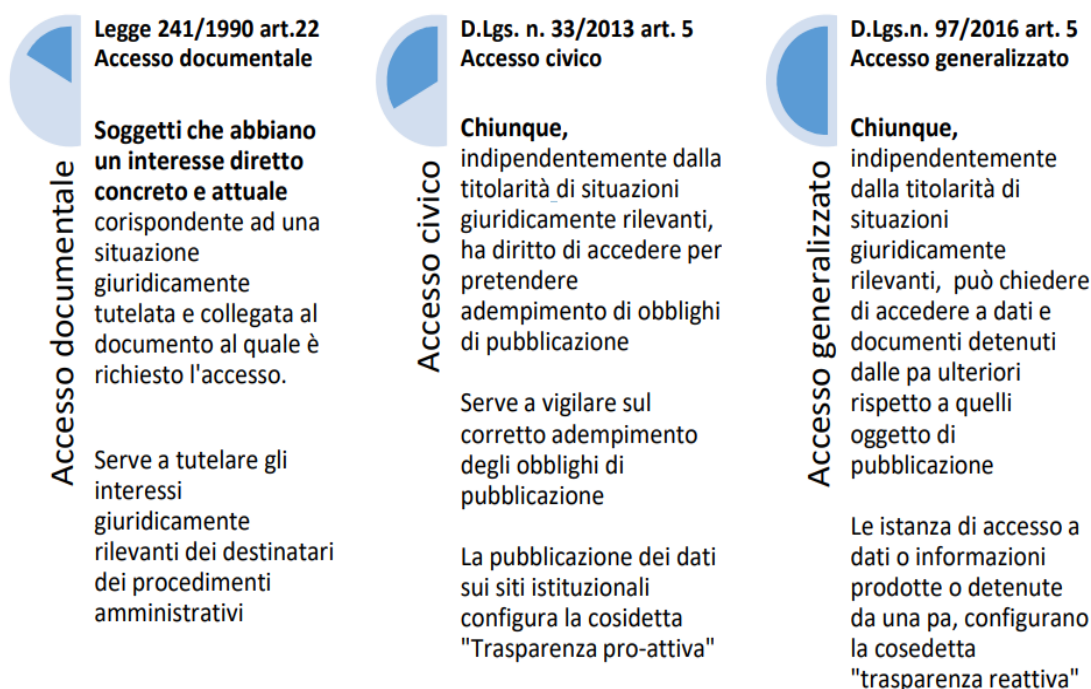 Legge 241/1990 art.22
Accesso documentale
Soggetti che abbiano
un interesse diretto
concreto e attuale
corispondente ad una
situazione
giuridicamente
tutelata e collegata al
documento al quale è
richiesto l'accesso.
Serve a tutelare gli
interessi
giuridicamente
rilevanti dei destinatari
dei procedimenti
amministrativi
Accesso documentale
D.Lgs. n. 33/2013 art. 5
Accesso civico
Chiunque,
indipendentemente dalla
titolarità di situazioni
giuridicamente rilevanti,
ha diritto di accedere per
pretendere
adempimento di obblighi
di pubblicazione
Serve a vigilare sul
corretto adempimento
degli obblighi di
pubblicazione
La pubblicazione dei dati
sui siti istituzionali
configura la cosidetta
"Trasparenza pro-attiva"
Accesso civico
D.Lgs.n. 97/2016 art. 5
Accesso generalizzato
Chiunque,
indipendentemente
dalla titolarità di
situazioni
giuridicamente
rilevanti, può chiedere
di accedere a dati e
documenti detenuti
dalle pa ulteriori
rispetto a quelli
oggetto di
pubblicazione
Le istanza di accesso a
dati o informazioni
prodotte o detenute
da una pa, configurano
la cosedetta
"trasparenza reattiva"
Accesso generalizzato